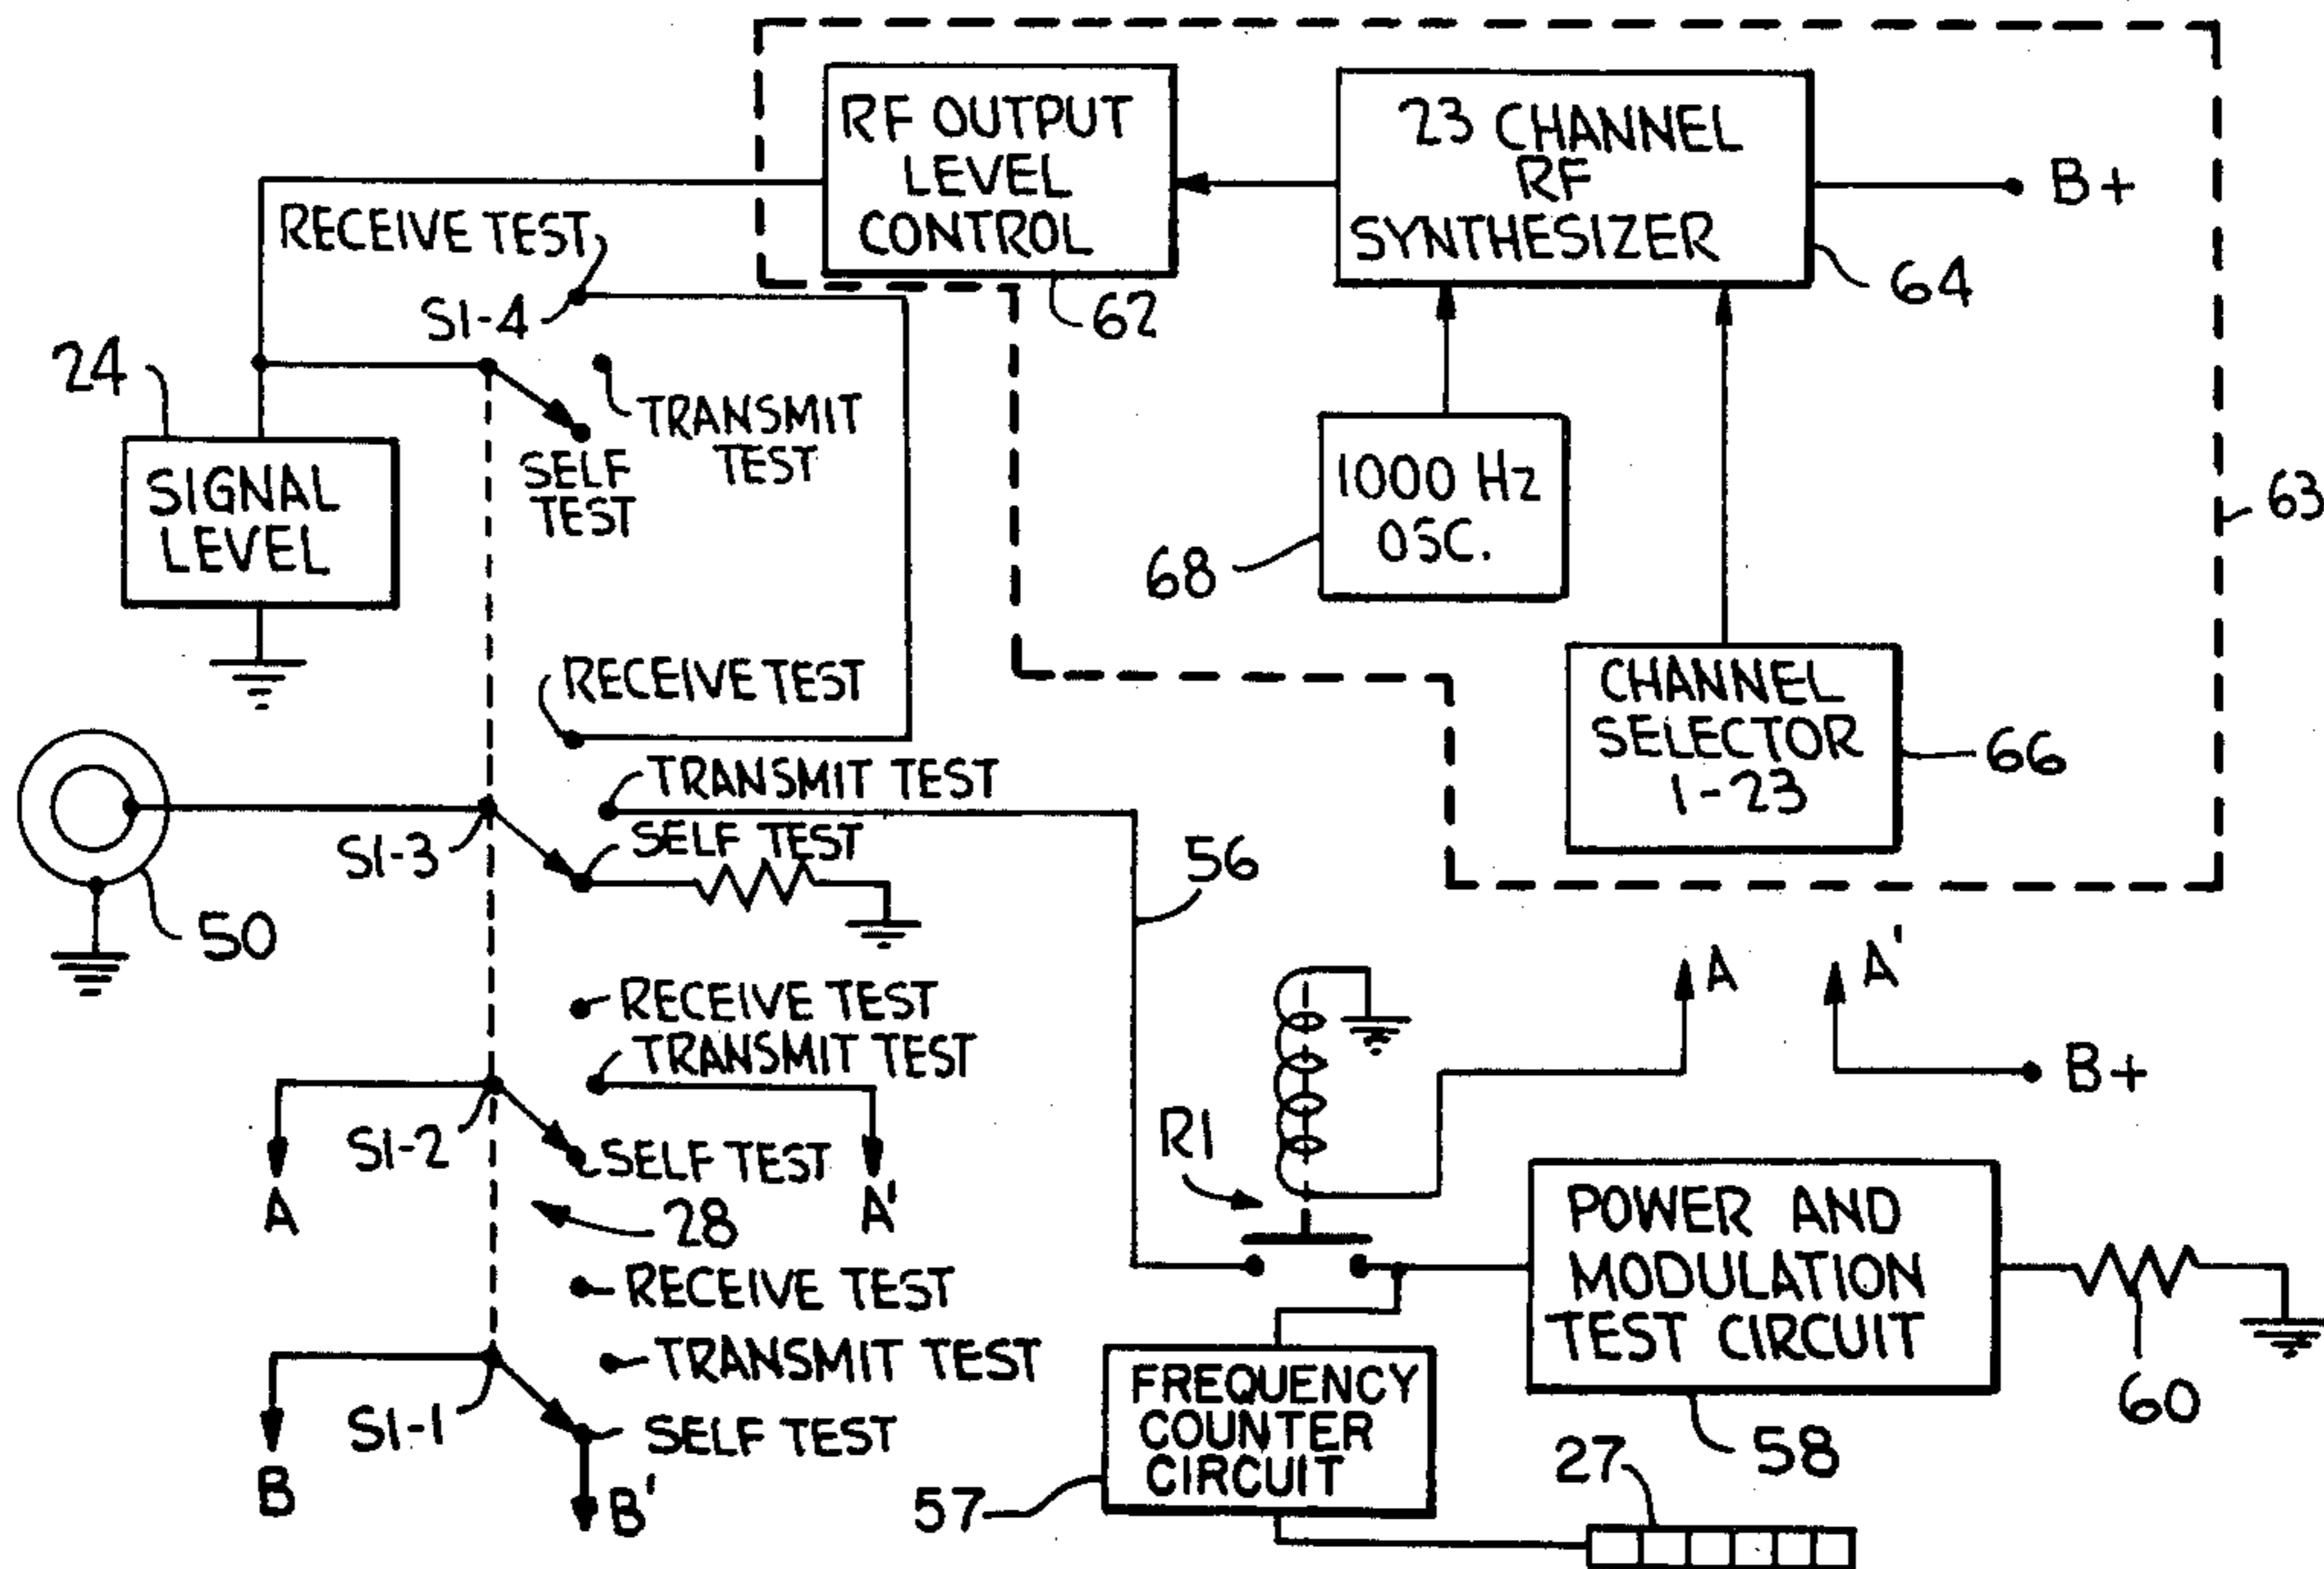 RF OUTPUT
LEVEL
CONTROL
62
23 CHANNEL
RF
SYNTHESIZER
64
B+
RECEIVE TEST
S1-4
TRANSMIT
TEST
SELF
TEST
24
SIGNAL
LEVEL
1000 Hz
OSC.
68
63
CHANNEL
SELECTOR
1-23
66
RECEIVE TEST
TRANSMIT TEST
SELF TEST
S1-3
50
56
RECEIVE TEST
TRANSMIT TEST
SELF TEST
S1-2
A
A'
28
A
A'
B+
R1
RECEIVE TEST
TRANSMIT TEST
SELF TEST
S1-1
B
B'
POWER AND
MODULATION
TEST CIRCUIT
58
60
FREQUENCY
COUNTER
CIRCUIT
57
27